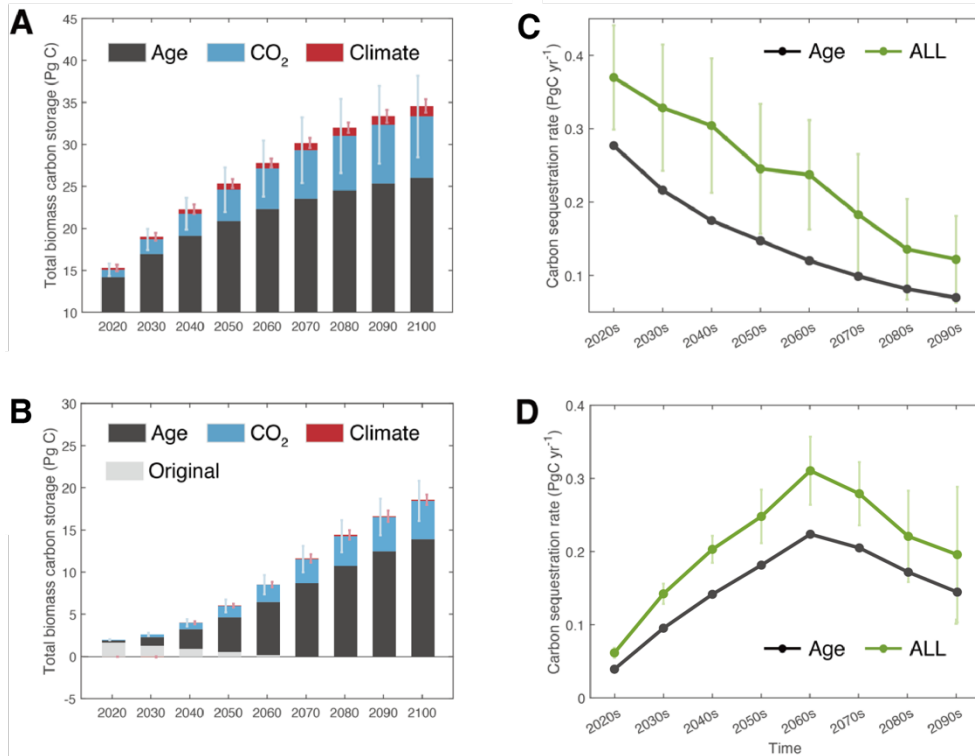 A
Total biomass carbon storage (Pg C)
45
40
35
30
25
20
15
10
Age CO₂ Climate
2020 2030 2040 2050 2060 2070 2080 2090 2100
C
Carbon sequestration rate (PgC yr⁻¹)
0.4
0.3
0.2
0.1
Age ALL
2020s 2030s 2040s 2050s 2060s 2070s 2080s 2090s
B
Total biomass carbon storage (Pg C)
30
25
20
15
10
5
0
-5
Age CO₂ Climate
Original
2020 2030 2040 2050 2060 2070 2080 2090 2100
D
Carbon sequestration rate (PgC yr⁻¹)
0.4
0.3
0.2
0.1
0
Age ALL
2020s 2030s 2040s 2050s 2060s 2070s 2080s 2090s
Time